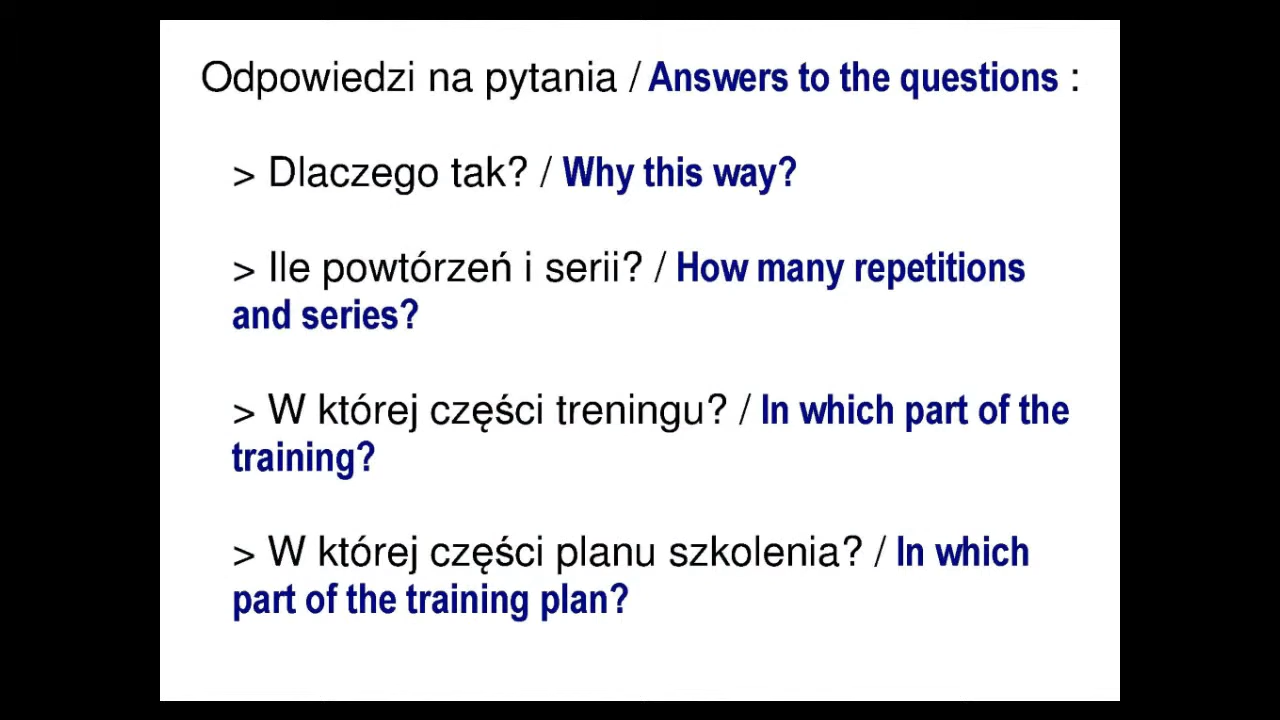 Odpowiedzi na pytania / Answers to the questions :
> Dlaczego tak? / Why this way?
> Ile powtórzeń i serii? / How many repetitions
and series?
> W której części treningu? / In which part of the
training?
> W której części planu szkolenia? / In which
part of the training plan?